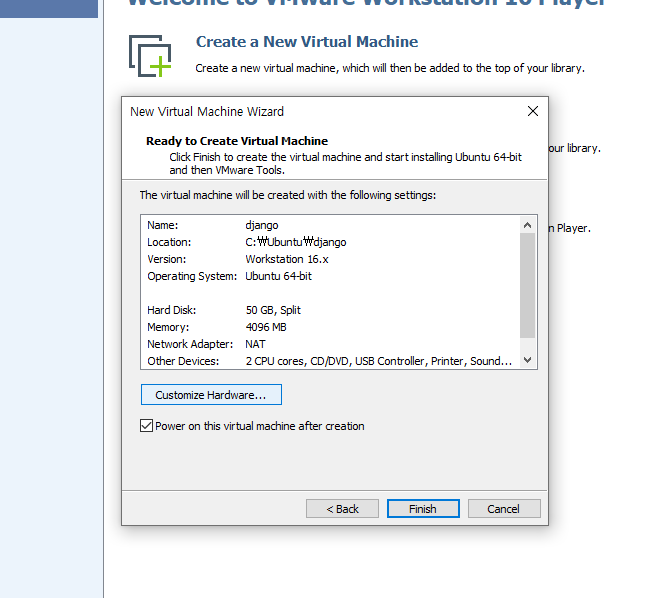 Welcome to VMware Workstation 16 Player
Create a New Virtual Machine
Create a new virtual machine, which will then be added to the top of your library.
New Virtual Machine Wizard
our library.
Ready to Create Virtual Machine
Click Finish to create the virtual machine and start installing Ubuntu 64-bit
and then VMware Tools.
The virtual machine will be created with the following settings:
n Player.
Name: django
Location: C:₩Ubuntu₩django
Version: Workstation 16.x
Operating System: Ubuntu 64-bit
Hard Disk: 50 GB, Split
Memory: 4096 MB
Network Adapter: NAT
Other Devices: 2 CPU cores, CD/DVD, USB Controller, Printer, Sound...
Customize Hardware...
Power on this virtual machine after creation
< Back
Finish
Cancel